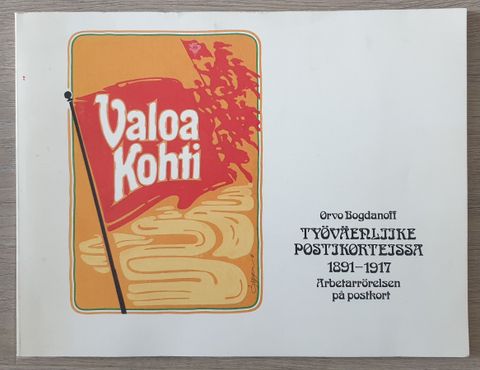 Valoa
Kohti
Orvo Bogdanoff
TYÖVÄENLIIKE
POSTIKORTEISSA
1891–1917
Arbetarrörelsen
på postkort